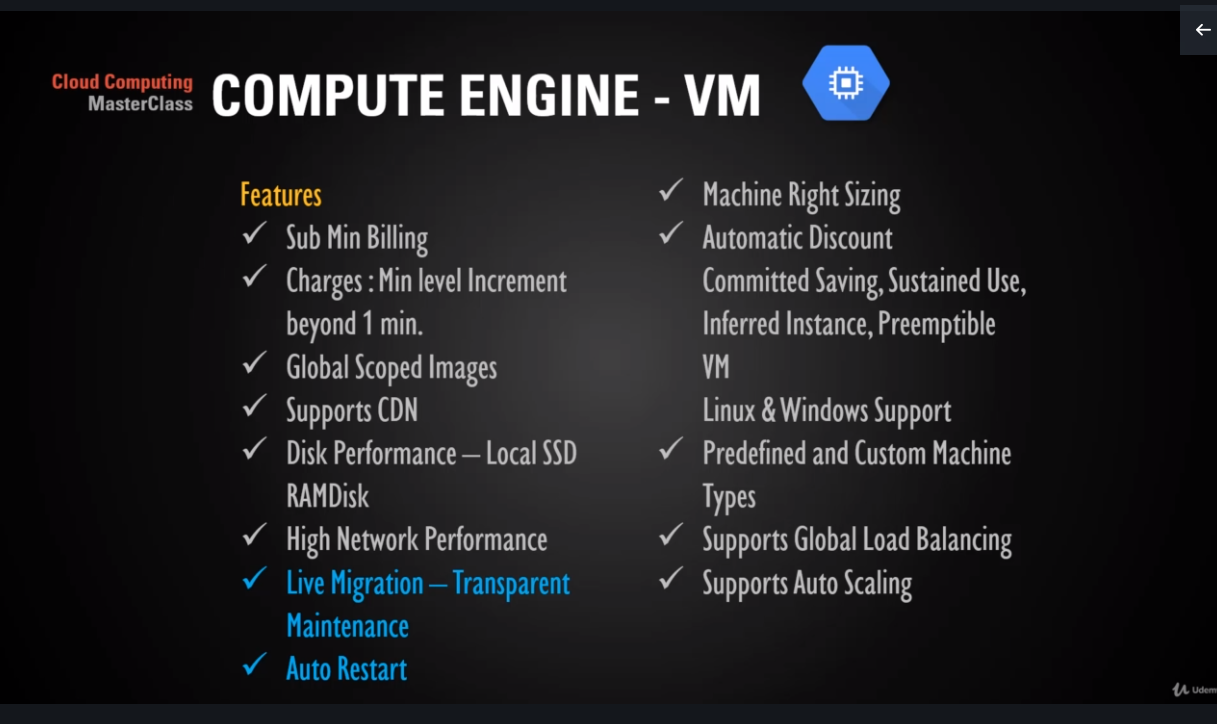 Cloud Computing
MasterClass
COMPUTE ENGINE - VM
Features
Sub Min Billing
Charges : Min level Increment
beyond 1 min.
Global Scoped Images
Supports CDN
Disk Performance – Local SSD
RAMDisk
High Network Performance
Live Migration – Transparent
Maintenance
Auto Restart
Machine Right Sizing
Automatic Discount
Committed Saving, Sustained Use,
Inferred Instance, Preemptible
VM
Linux & Windows Support
Predefined and Custom Machine
Types
Supports Global Load Balancing
Supports Auto Scaling
Udem